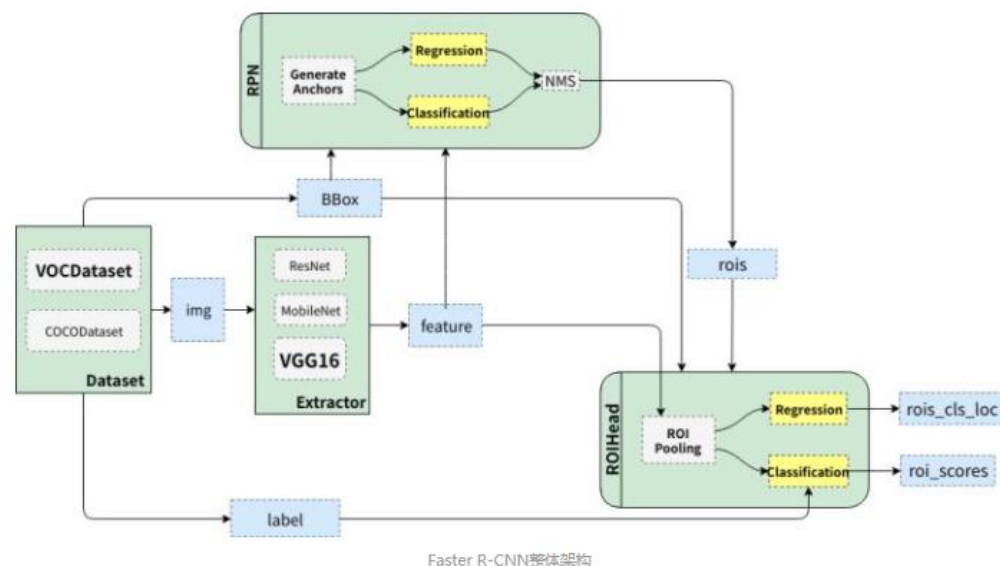 RPN
Generate
Anchors
Regression
Classification
NMS
BBox
VOCDataset
COCODataset
Dataset
img
ResNet
MobileNet
VGG16
Extractor
feature
rois
ROIHead
ROI
Pooling
Regression
Classification
rois_cls_loc
roi_scores
label
Faster R-CNN整体架构